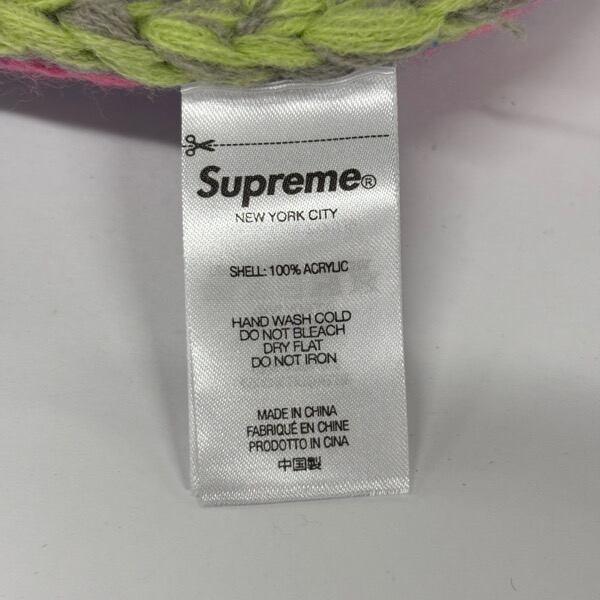 Supreme®
NEW YORK CITY
SHELL: 100% ACRYLIC
HAND WASH COLD
DO NOT BLEACH
DRY FLAT
DO NOT IRON
MADE IN CHINA
FABRIQUÉ EN CHINE
PRODOTTO IN CINA
中国製